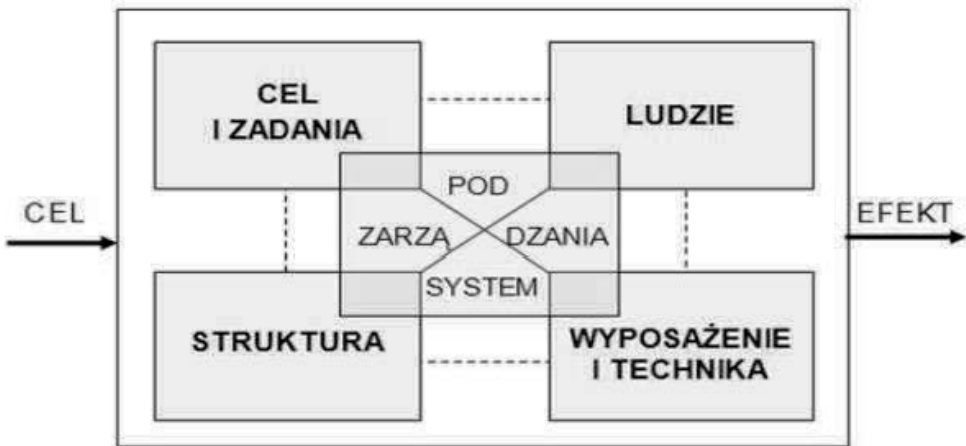 CEL
I ZADANIA
LUDZIE
POD
CEL
ZARZĄ
DZANIA
EFEKT
SYSTEM
STRUKTURA
WYPOSAŻENIE
I TECHNIKA